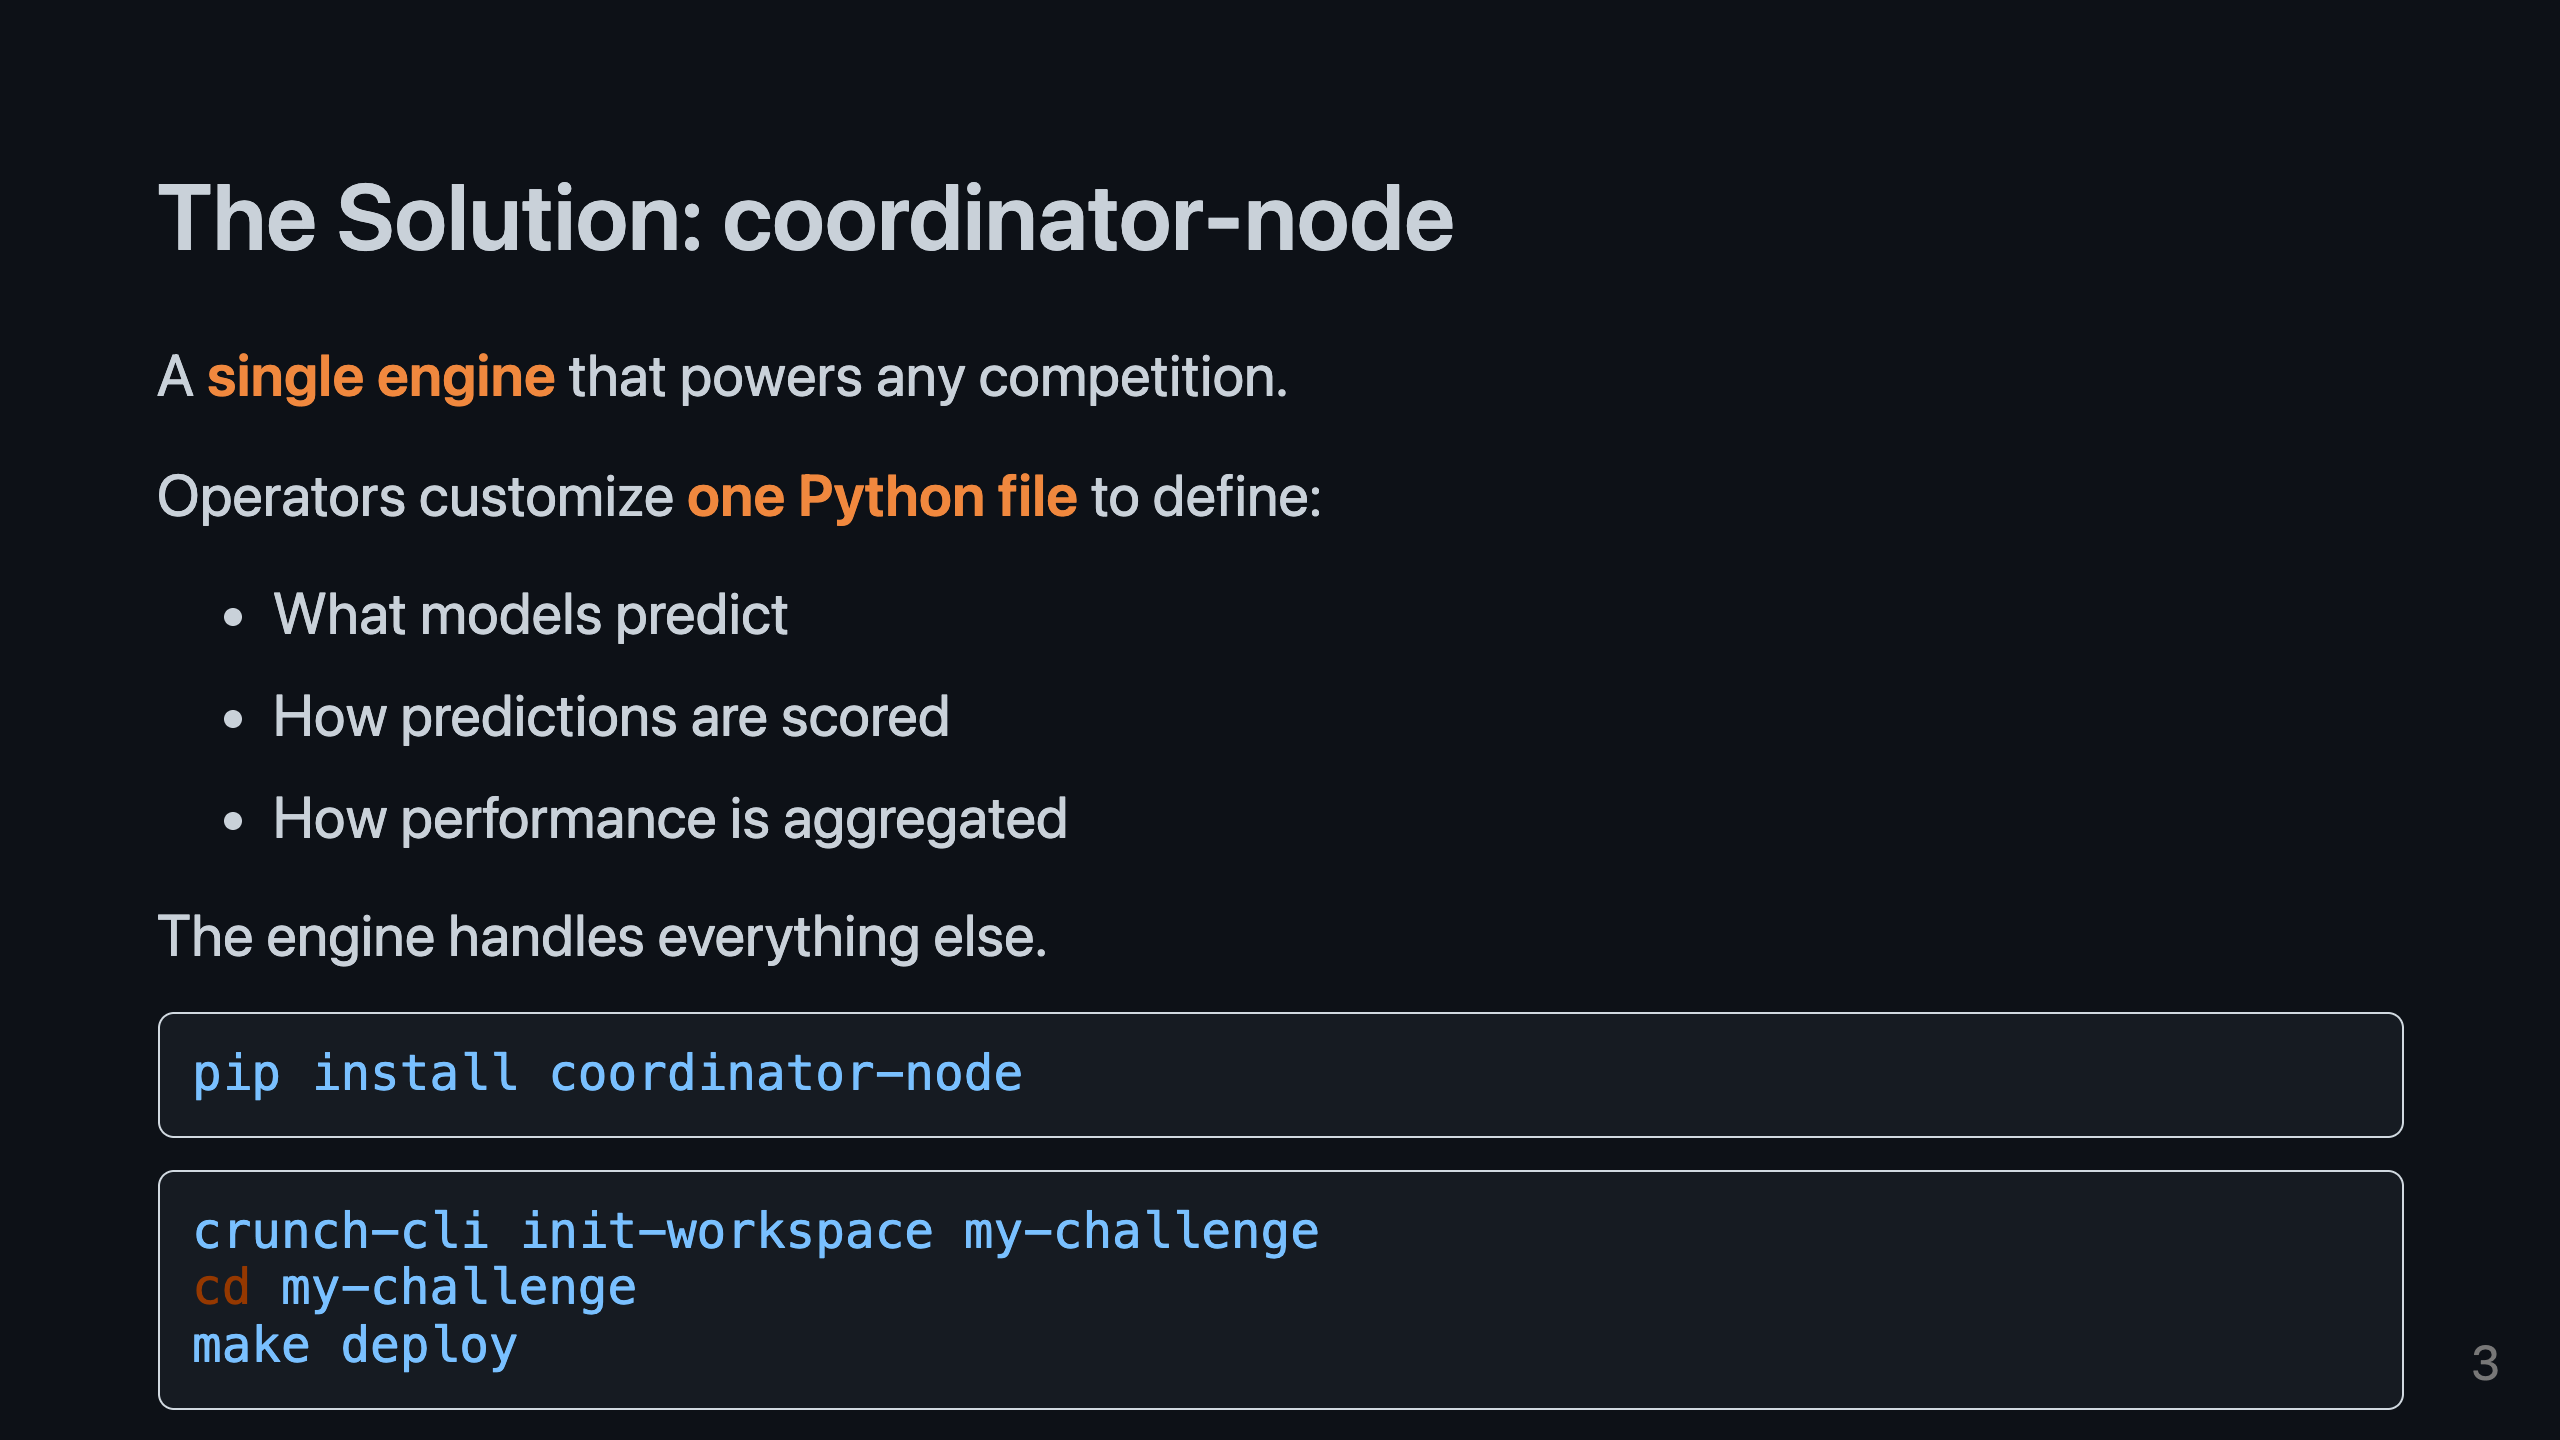 The Solution: coordinator-node
A single engine that powers any competition.
Operators customize one Python file to define:
• What models predict
• How predictions are scored
• How performance is aggregated
The engine handles everything else.
pip install coordinator-node
crunch-cli init-workspace my-challenge
cd my-challenge
make deploy
3